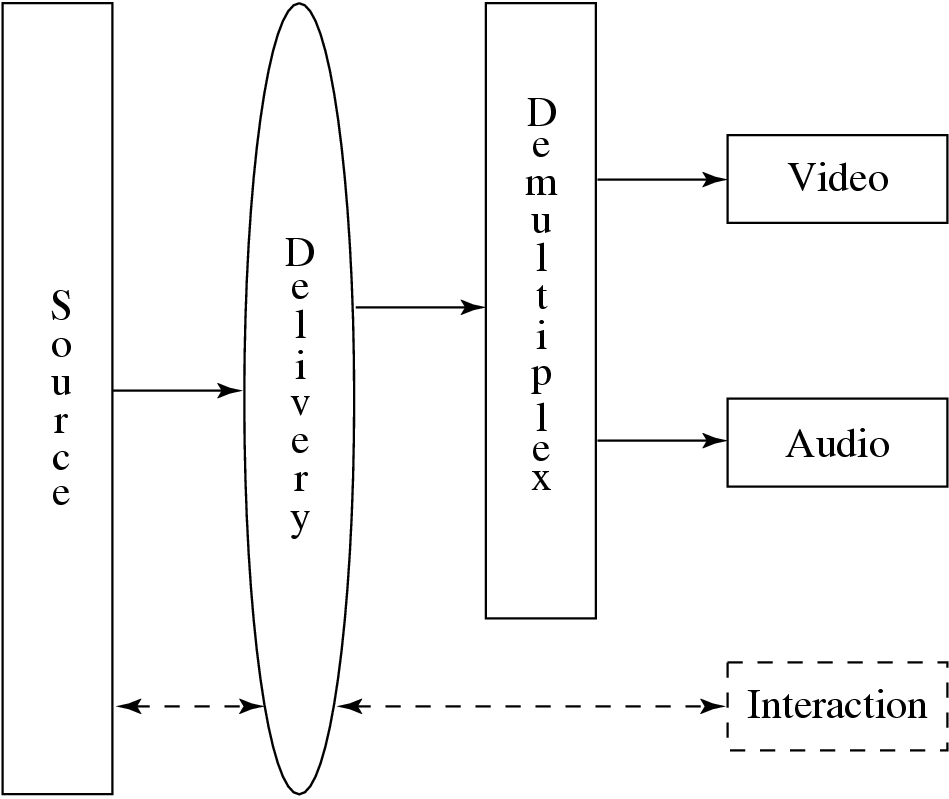 Source
Delivery
Demultiplex
Video
Audio
Interaction